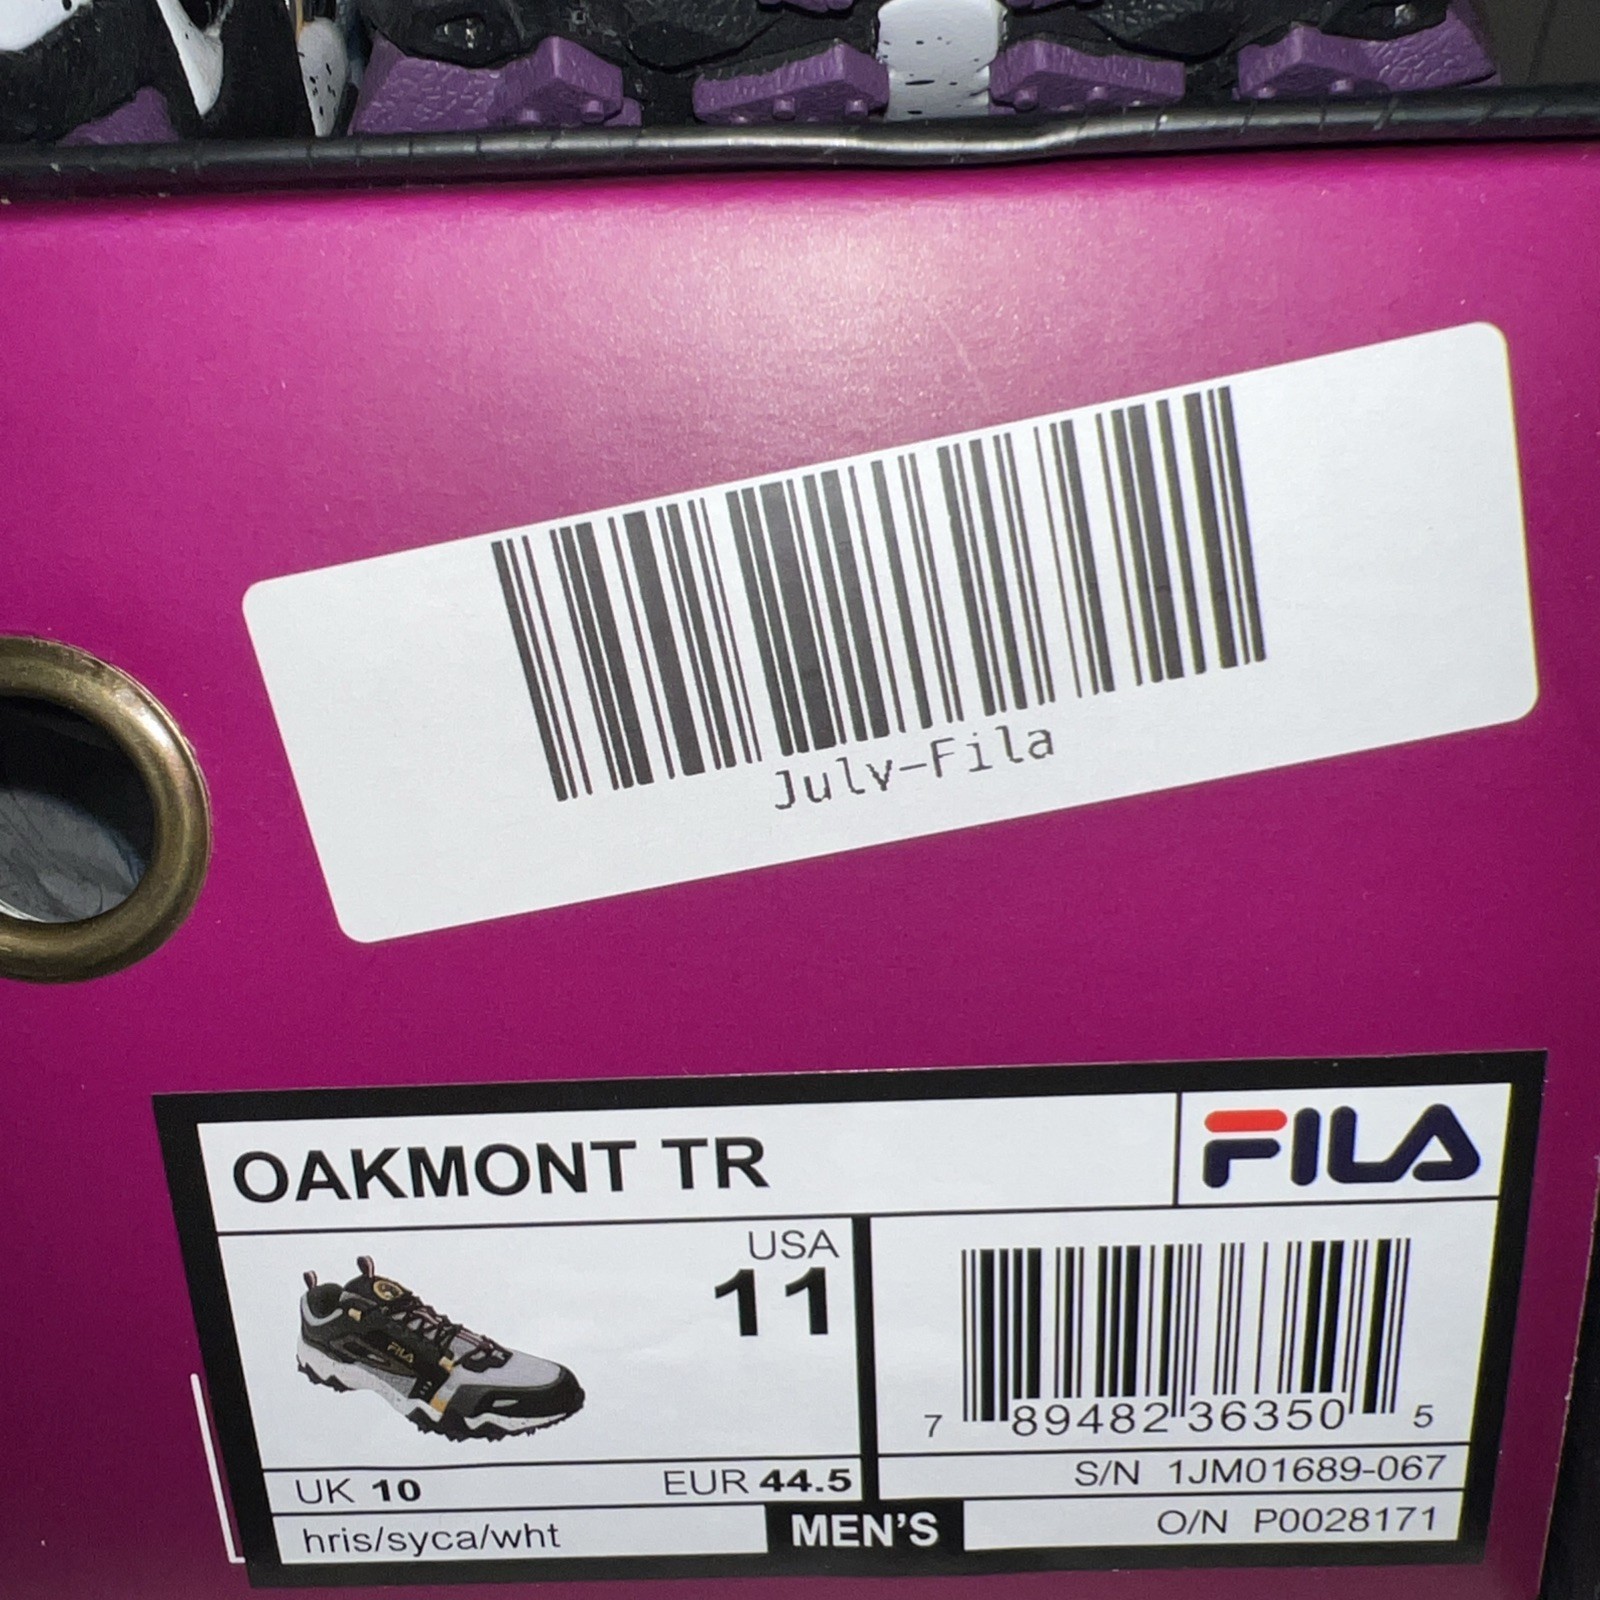 July-Fila
OAKMONT TR
FILA
USA
11
FILA
7 89482 36350 5
UK 10
EUR 44.5
S/N 1JM01689-067
hris/syca/wht
MEN'S
O/N P0028171